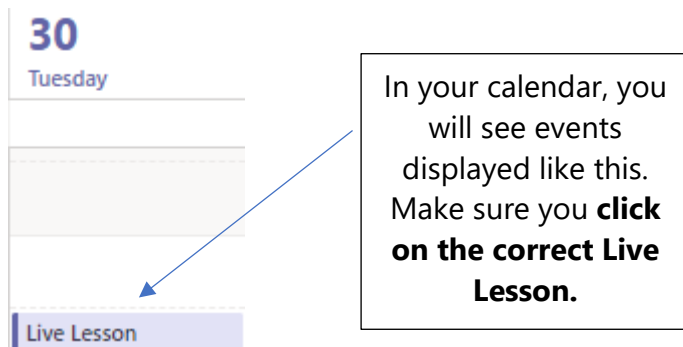 30
Tuesday
In your calendar, you
will see events
displayed like this.
Make sure you click
on the correct Live
Lesson.
Live Lesson